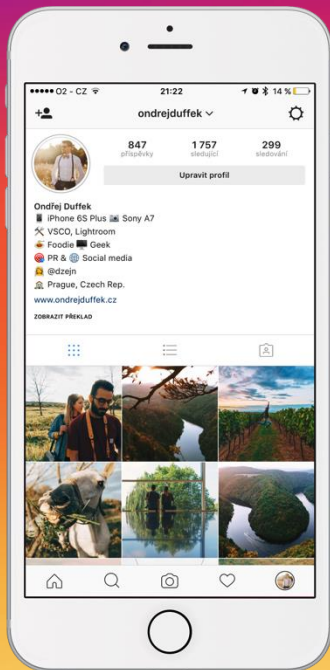 O2 - CZ 21:22 14 %
ondrejduffek
847 1 757 299
příspěvky sledující sledování
Upravit profil
Ondřej Duffek
iPhone 6S Plus Sony A7
VSCO, Lightroom
Foodie Geek
PR & Social media
@dzejn
Prague, Czech Rep.
www.ondrejduffek.cz
ZOBRAZIT PŘEKLAD